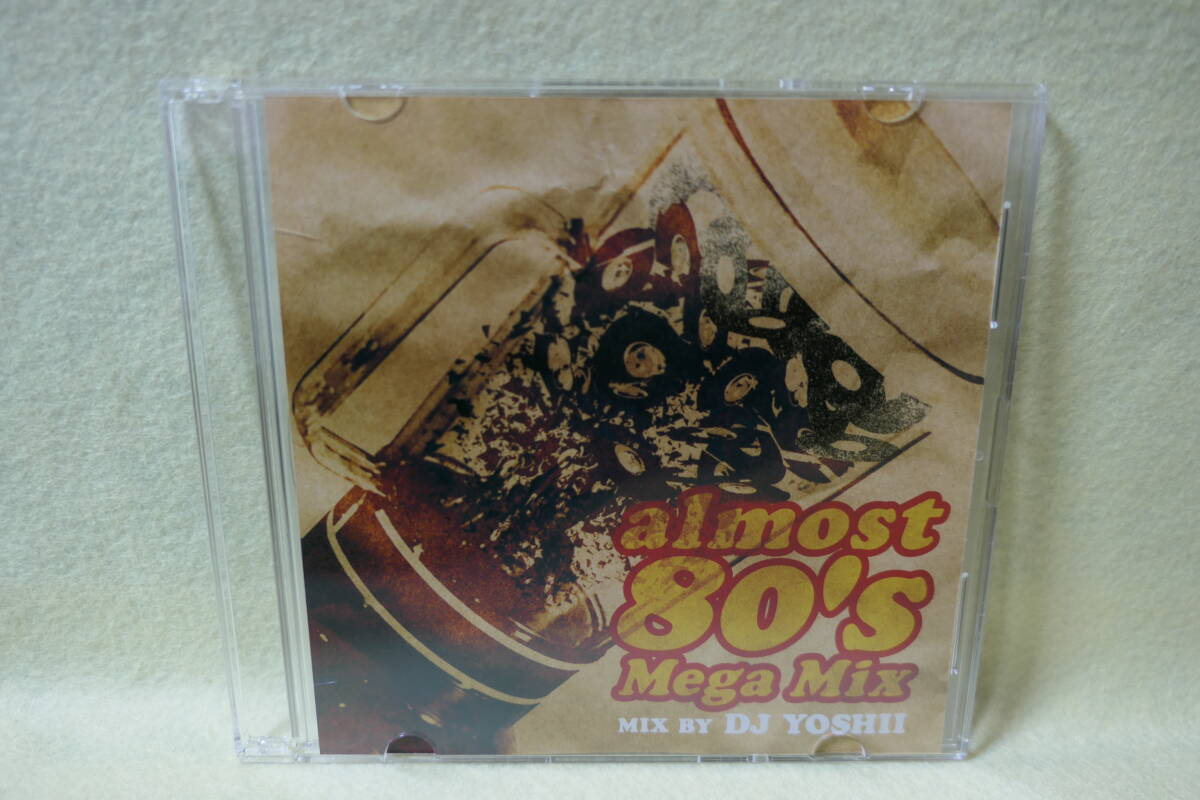 almost
80's
Mega Mix
MIX BY DJ YOSHII